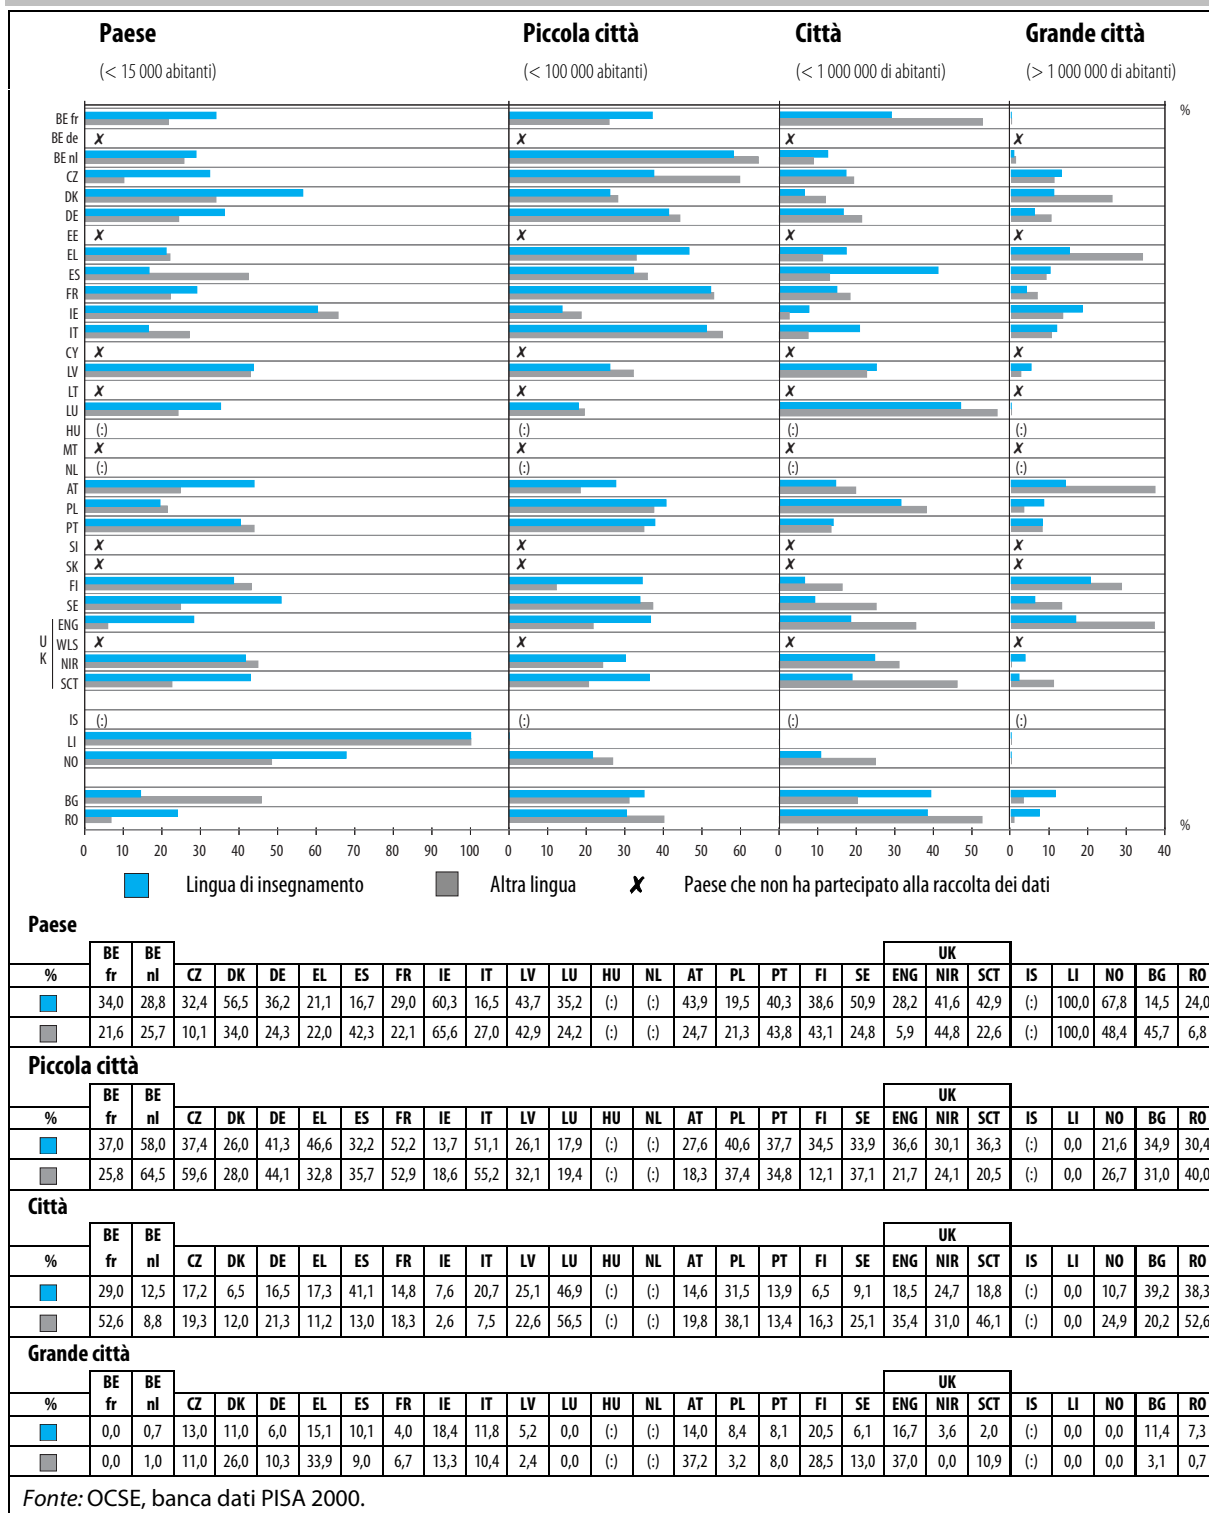 Paese Piccola città Città Grande città
(< 15 000 abitanti) (< 100 000 abitanti) (< 1 000 000 di abitanti) (> 1 000 000 di abitanti)
%
BE fr
BE de ✗ ✗ ✗ ✗
BE nl
CZ
DK
DE
EE ✗ ✗ ✗ ✗
EL
ES
FR
IE
IT
CY ✗ ✗ ✗ ✗
LV
LT ✗ ✗ ✗ ✗
LU
HU (:) (:) (:) (:)
MT ✗ ✗ ✗ ✗
NL (:) (:) (:) (:)
AT
PL
PT
SI ✗ ✗ ✗ ✗
SK ✗ ✗ ✗ ✗
FI
SE
UK
ENG
WLS ✗ ✗ ✗ ✗
NIR
SCT
IS (:) (:) (:) (:)
LI
NO
BG
RO
%
0 10 20 30 40 50 60 70 80 90 100 0 10 20 30 40 50 60 0 10 20 30 40 50 0 10 20 30 40
Lingua di insegnamento Altra lingua ✗ Paese che non ha partecipato alla raccolta dei dati
Paese
BE BE UK
% fr nl CZ DK DE EL ES FR IE IT LV LU HU NL AT PL PT FI SE ENG NIR SCT IS LI NO BG RO
34,0 28,8 32,4 56,5 36,2 21,1 16,7 29,0 60,3 16,5 43,7 35,2 (:) (:) 43,9 19,5 40,3 38,6 50,9 28,2 41,6 42,9 (:) 100,0 67,8 14,5 24,0
21,6 25,7 10,1 34,0 24,3 22,0 42,3 22,1 65,6 27,0 42,9 24,2 (:) (:) 24,7 21,3 43,8 43,1 24,8 5,9 44,8 22,6 (:) 100,0 48,4 45,7 6,8
Piccola città
BE BE UK
% fr nl CZ DK DE EL ES FR IE IT LV LU HU NL AT PL PT FI SE ENG NIR SCT IS LI NO BG RO
37,0 58,0 37,4 26,0 41,3 46,6 32,2 52,2 13,7 51,1 26,1 17,9 (:) (:) 27,6 40,6 37,7 34,5 33,9 36,6 30,1 36,3 (:) 0,0 21,6 34,9 30,4
25,8 64,5 59,6 28,0 44,1 32,8 35,7 52,9 18,6 55,2 32,1 19,4 (:) (:) 18,3 37,4 34,8 12,1 37,1 21,7 24,1 20,5 (:) 0,0 26,7 31,0 40,0
Città
BE BE UK
% fr nl CZ DK DE EL ES FR IE IT LV LU HU NL AT PL PT FI SE ENG NIR SCT IS LI NO BG RO
29,0 12,5 17,2 6,5 16,5 17,3 41,1 14,8 7,6 20,7 25,1 46,9 (:) (:) 14,6 31,5 13,9 6,5 9,1 18,5 24,7 18,8 (:) 0,0 10,7 39,2 38,3
52,6 8,8 19,3 12,0 21,3 11,2 13,0 18,3 2,6 7,5 22,6 56,5 (:) (:) 19,8 38,1 13,4 16,3 25,1 35,4 31,0 46,1 (:) 0,0 24,9 20,2 52,6
Grande città
BE BE UK
% fr nl CZ DK DE EL ES FR IE IT LV LU HU NL AT PL PT FI SE ENG NIR SCT IS LI NO BG RO
0,0 0,7 13,0 11,0 6,0 15,1 10,1 4,0 18,4 11,8 5,2 0,0 (:) (:) 14,0 8,4 8,1 20,5 6,1 16,7 3,6 2,0 (:) 0,0 0,0 11,4 7,3
0,0 1,0 11,0 26,0 10,3 33,9 9,0 6,7 13,3 10,4 2,4 0,0 (:) (:) 37,2 3,2 8,0 28,5 13,0 37,0 0,0 10,9 (:) 0,0 0,0 3,1 0,7
Fonte: OCSE, banca dati PISA 2000.